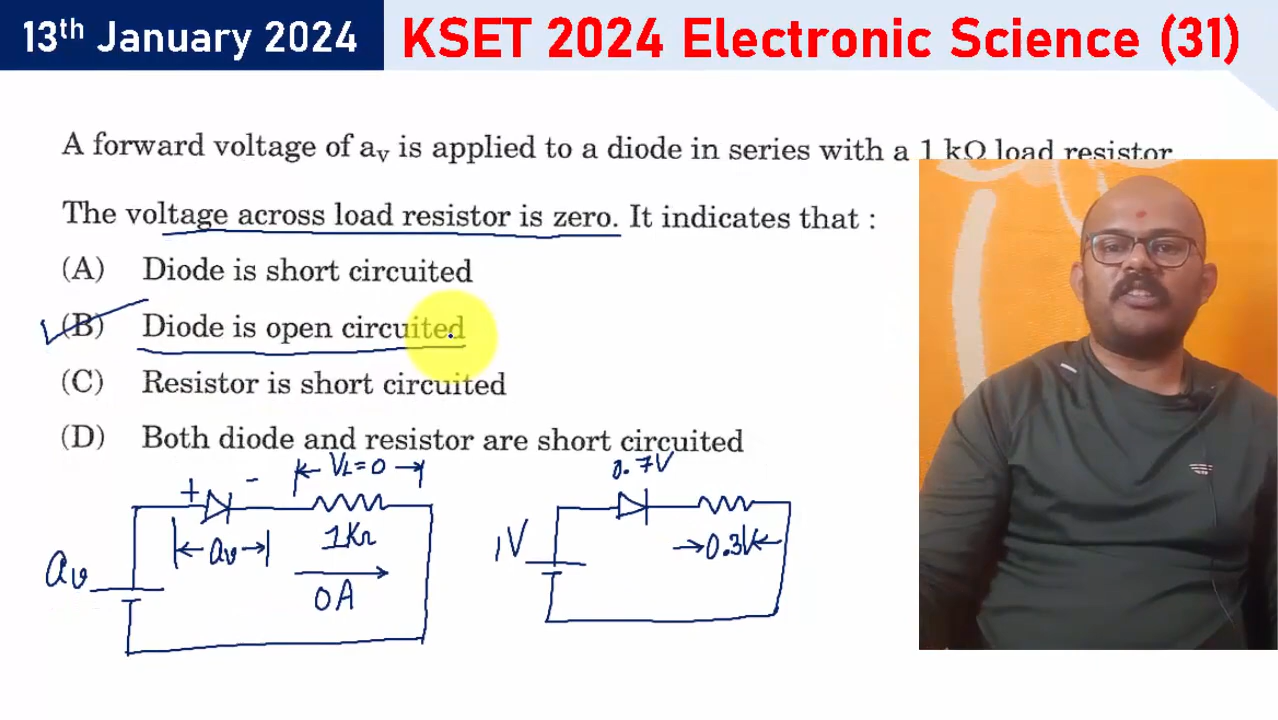 13th January 2024
KSET 2024 Electronic Science (31)
A forward voltage of av is applied to a diode in series with a 1 kΩ load resistor
The voltage across load resistor is zero. It indicates that :
(A) Diode is short circuited
(B) Diode is open circuited
(C) Resistor is short circuited
(D) Both diode and resistor are short circuited
+ - VL=0
av
av
1KΩ
0A
0.7V
1V
0.3V